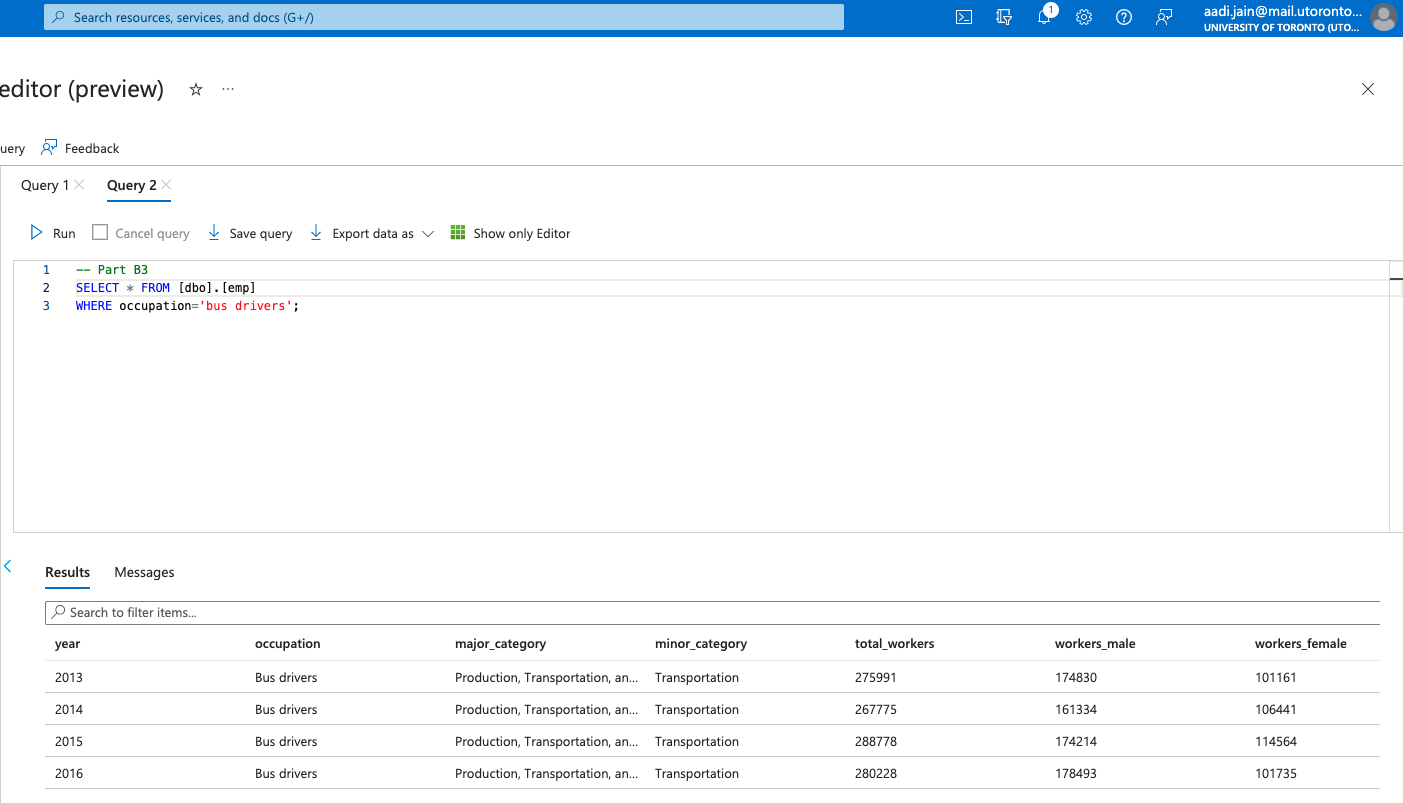 Search resources, services, and docs (G+/)
1
aadi.jain@mail.utoronto...
UNIVERSITY OF TORONTO (UTO...
editor (preview) ...
uery Feedback
Query 1 Query 2
Run Cancel query Save query Export data as Show only Editor
1 -- Part B3
2 SELECT * FROM [dbo].[emp]
3 WHERE occupation='bus drivers';
Results Messages
Search to filter items...
year occupation major_category minor_category total_workers workers_male workers_female
2013 Bus drivers Production, Transportation, an... Transportation 275991 174830 101161
2014 Bus drivers Production, Transportation, an... Transportation 267775 161334 106441
2015 Bus drivers Production, Transportation, an... Transportation 288778 174214 114564
2016 Bus drivers Production, Transportation, an... Transportation 280228 178493 101735